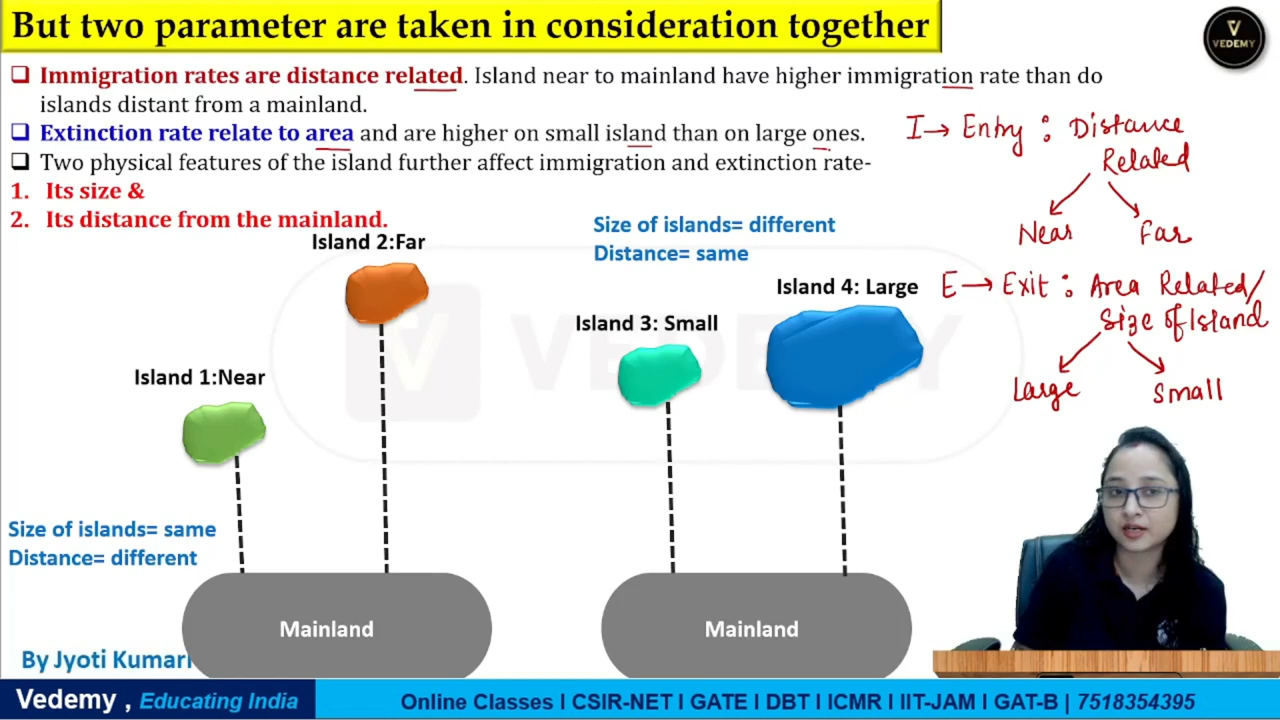 But two parameter are taken in consideration together
VEDEMY
Immigration rates are distance related. Island near to mainland have higher immigration rate than do
islands distant from a mainland.
Extinction rate relate to area and are higher on small island than on large ones.
Two physical features of the island further affect immigration and extinction rate-
1. Its size &
2. Its distance from the mainland.
I→ Entry : Distance
Related
Near Far
E→ Exit : Area Related/
Size of Island
Large Small
Island 2:Far
Island 1:Near
Size of islands= same
Distance= different
Mainland
Size of islands= different
Distance= same
Island 4: Large
Island 3: Small
Mainland
VEDEMY
By Jyoti Kumari
Vedemy , Educating India
Online Classes I CSIR-NET I GATE I DBT I ICMR I IIT-JAM I GAT-B | 7518354395